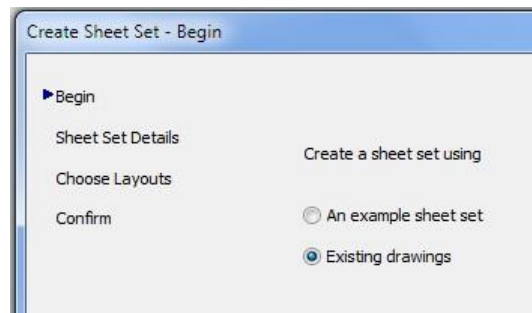 Create Sheet Set - Begin
Begin
Sheet Set Details
Choose Layouts
Confirm
Create a sheet set using
An example sheet set
Existing drawings